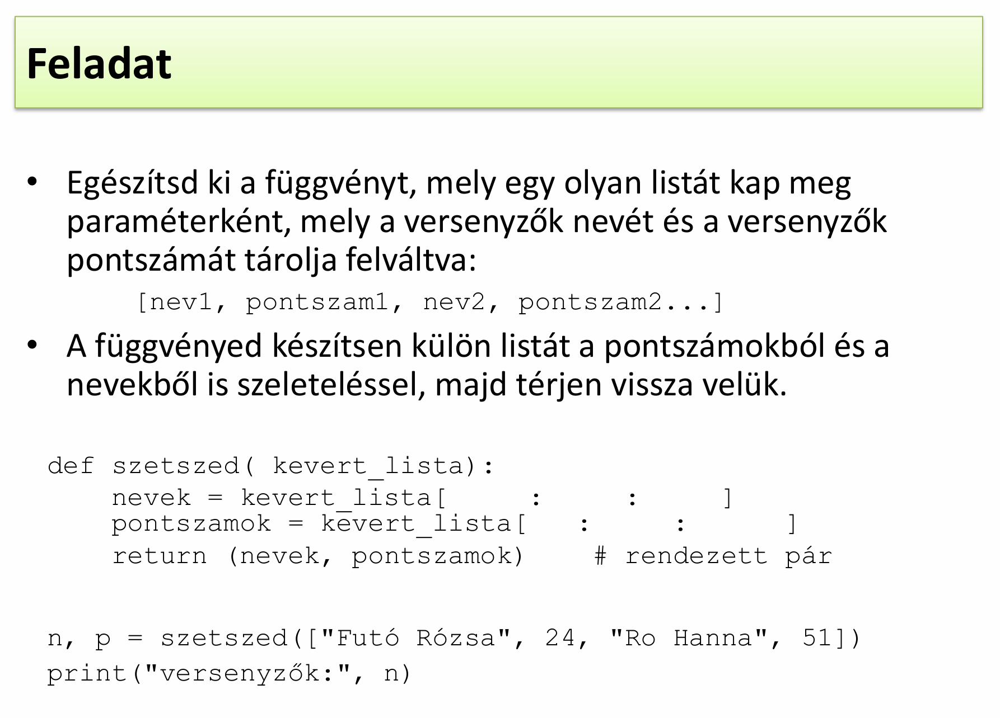 Feladat
• Egészítsd ki a függvényt, mely egy olyan listát kap meg
paraméterként, mely a versenyzők nevét és a versenyzők
pontszámát tárolja felváltva:
[nev1, pontszam1, nev2, pontszam2...]
• A függvényed készítsen külön listát a pontszámokból és a
nevekből is szeleteléssel, majd térjen vissza velük.
def szetszed( kevert_lista):
    nevek = kevert_lista[     :     :     ]
    pontszamok = kevert_lista[   :     :      ]
    return (nevek, pontszamok)    # rendezett pár
n, p = szetszed(["Futó Rózsa", 24, "Ro Hanna", 51])
print("versenyzők:", n)